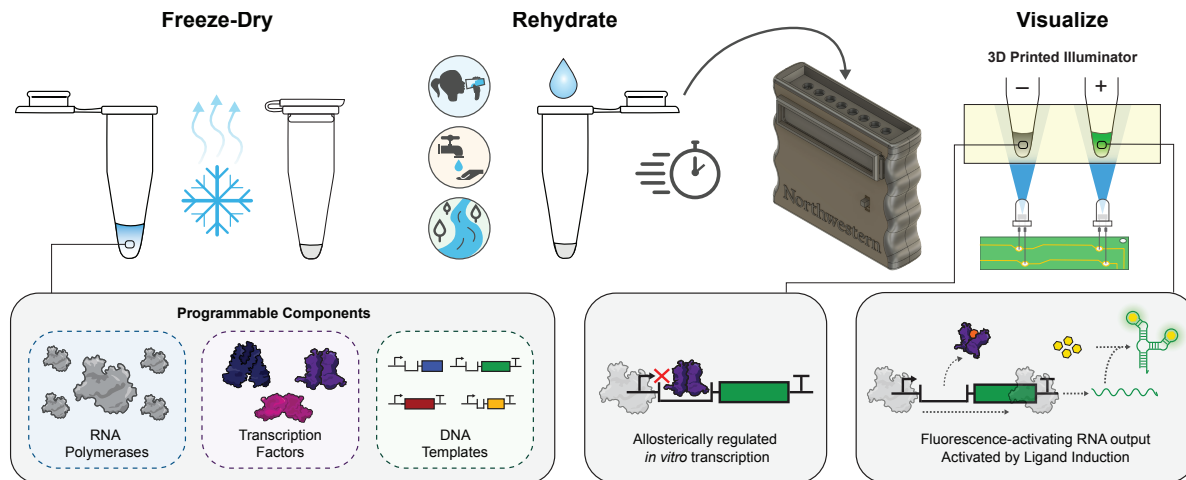 Freeze-Dry
Rehydrate
Visualize
3D Printed Illuminator
−
+
Northwestern
Programmable Components
RNA
Polymerases
Transcription
Factors
DNA
Templates
Allosterically regulated
in vitro transcription
Fluorescence-activating RNA output
Activated by Ligand Induction